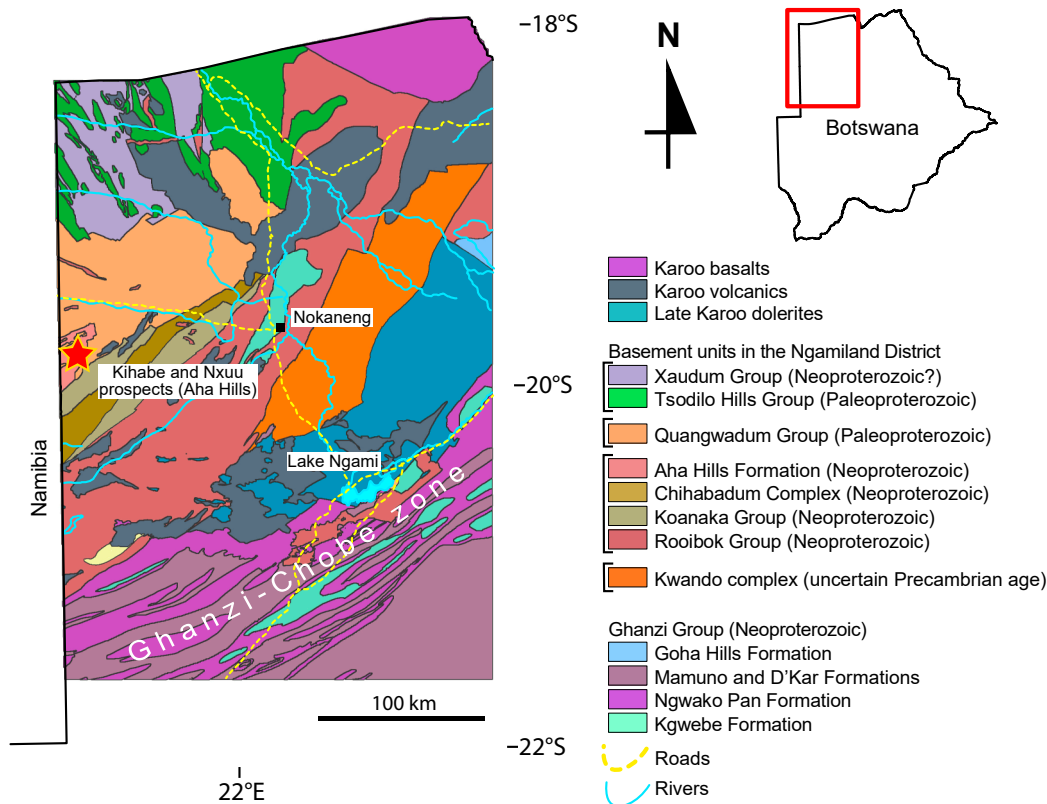 −18°S
N
Botswana
Karoo basalts
Karoo volcanics
Late Karoo dolerites
Nokaneng
Basement units in the Ngamiland District
Kihabe and Nxuu
prospects (Aha Hills)
Xaudum Group (Neoproterozoic?)
−20°S
Tsodilo Hills Group (Paleoproterozoic)
Quangwadum Group (Paleoproterozoic)
Lake Ngami
Aha Hills Formation (Neoproterozoic)
Chihabadum Complex (Neoproterozoic)
Namibia
Koanaka Group (Neoproterozoic)
Rooibok Group (Neoproterozoic)
Ghanzi-Chobe zone
Kwando complex (uncertain Precambrian age)
Ghanzi Group (Neoproterozoic)
Goha Hills Formation
Mamuno and D'Kar Formations
100 km
Ngwako Pan Formation
Kgwebe Formation
−22°S
Roads
22°E
Rivers